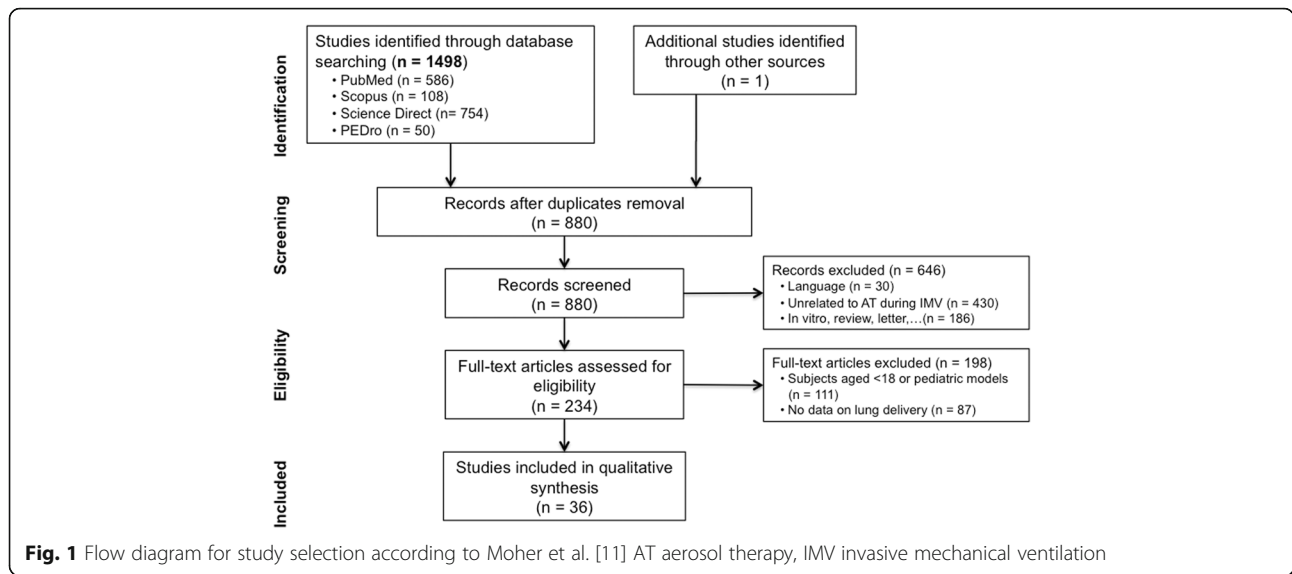 Studies identified through database
searching (n = 1498)
• PubMed (n = 586)
• Scopus (n = 108)
• Science Direct (n= 754)
• PEDro (n = 50)
Additional studies identified
through other sources
(n = 1)
Identification
Records after duplicates removal
(n = 880)
Screening
Records screened
(n = 880)
Records excluded (n = 646)
• Language (n = 30)
• Unrelated to AT during IMV (n = 430)
• In vitro, review, letter,…(n = 186)
Eligibility
Full-text articles assessed for
eligibility
(n = 234)
Full-text articles excluded (n = 198)
• Subjects aged <18 or pediatric models
(n = 111)
• No data on lung delivery (n = 87)
Included
Studies included in qualitative
synthesis
(n = 36)
Fig. 1 Flow diagram for study selection according to Moher et al. [11] AT aerosol therapy, IMV invasive mechanical ventilation